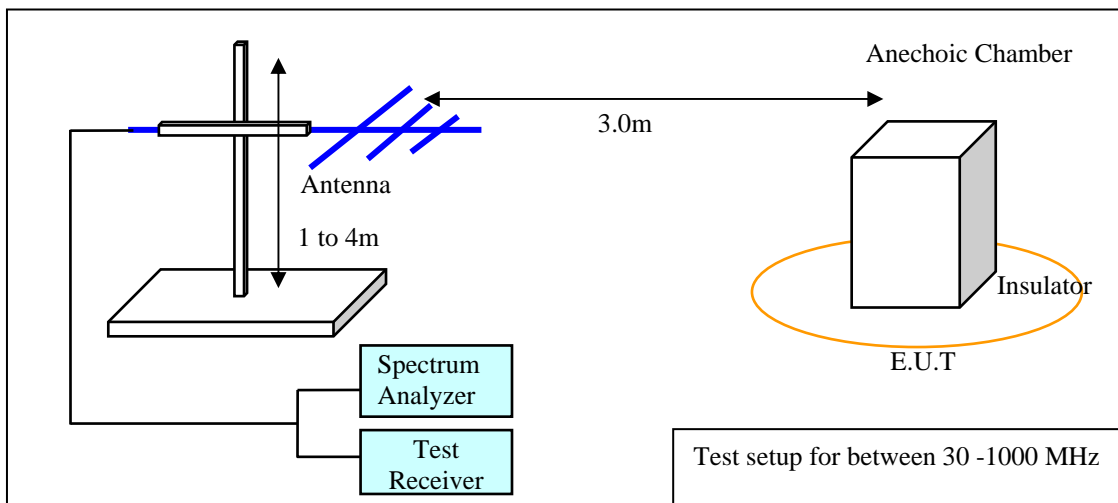 Anechoic Chamber
3.0m
Antenna
1 to 4m
Insulator
E.U.T
Spectrum
Analyzer
Test
Receiver
Test setup for between 30 -1000 MHz